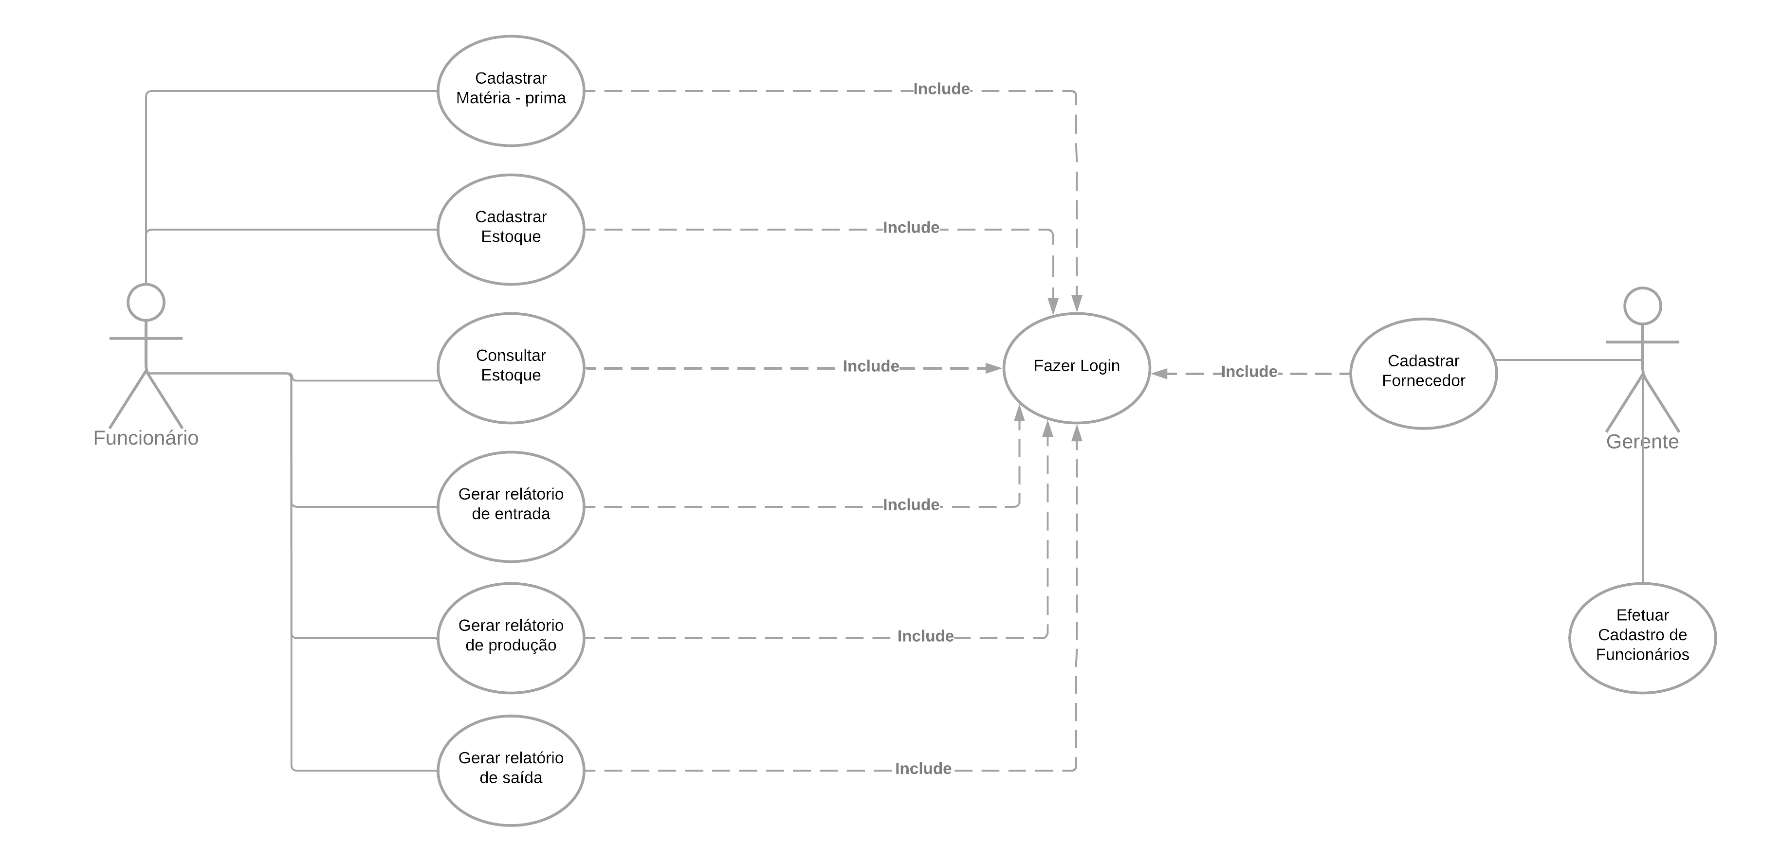 Cadastrar
Matéria - prima
Include
Cadastrar
Estoque
Include
Consultar
Estoque
Include
Fazer Login
Include
Cadastrar
Fornecedor
Funcionário
Gerente
Gerar relátorio
de entrada
Include
Gerar relátorio
de produção
Include
Efetuar
Cadastro de
Funcionários
Gerar relatório
de saída
Include